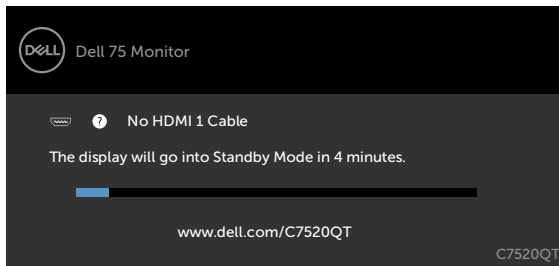 DELL Dell 75 Monitor
? No HDMI 1 Cable
The display will go into Standby Mode in 4 minutes.
www.dell.com/C7520QT
C7520QT